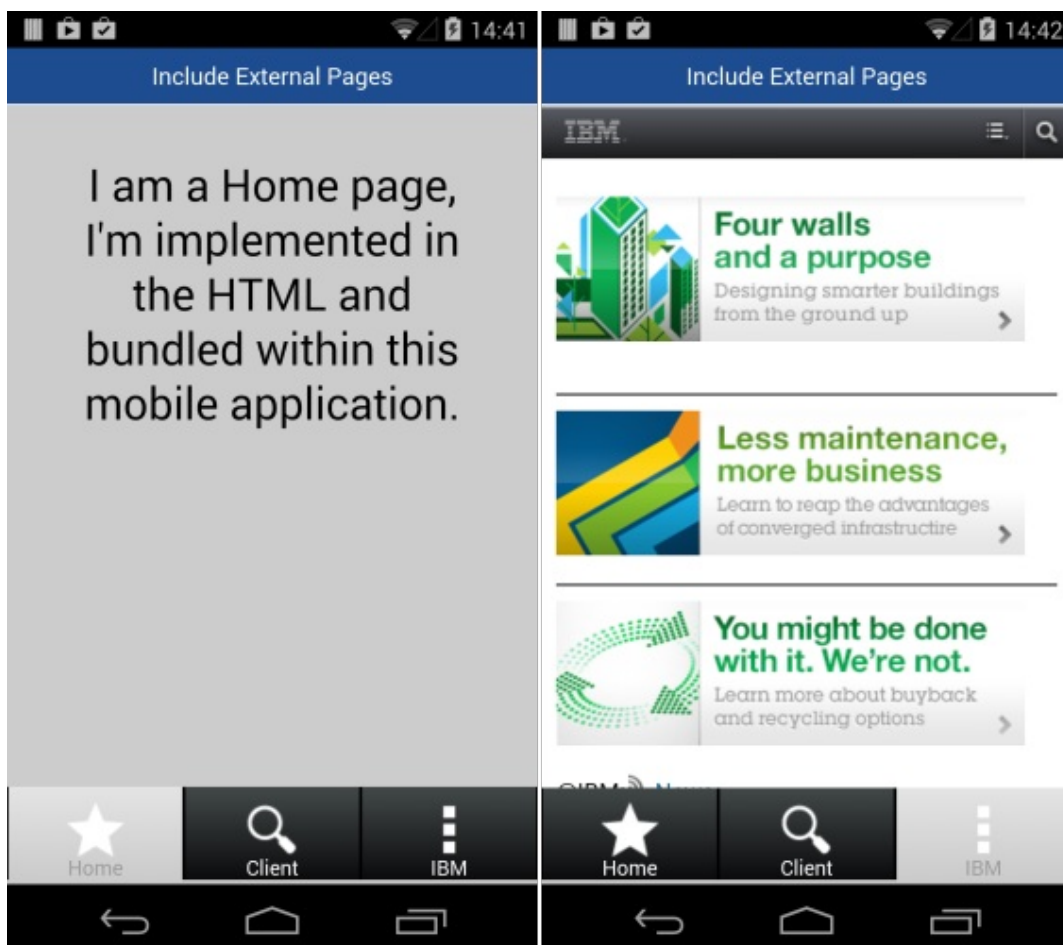 14:41
Include External Pages
I am a Home page,
I'm implemented in
the HTML and
bundled within this
mobile application.
Home
Client
IBM
14:42
Include External Pages
IBM
Four walls
and a purpose
Designing smarter buildings
from the ground up
Less maintenance,
more business
Learn to reap the advantages
of converged infrastructire
You might be done
with it. We're not.
Learn more about buyback
and recycling options
Home
Client
IBM